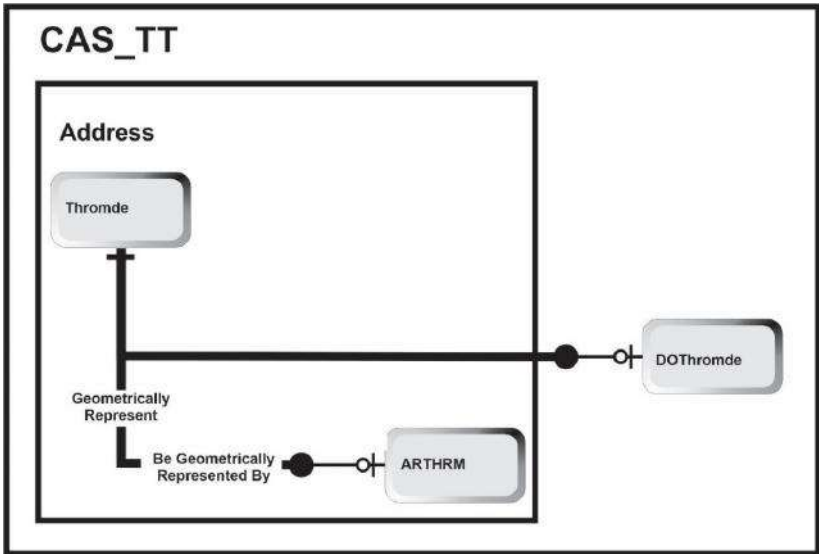 CAS_TT
Address
Thromde
DOThromde
Geometrically
Represent
Be Geometrically
Represented By
ARTHRM